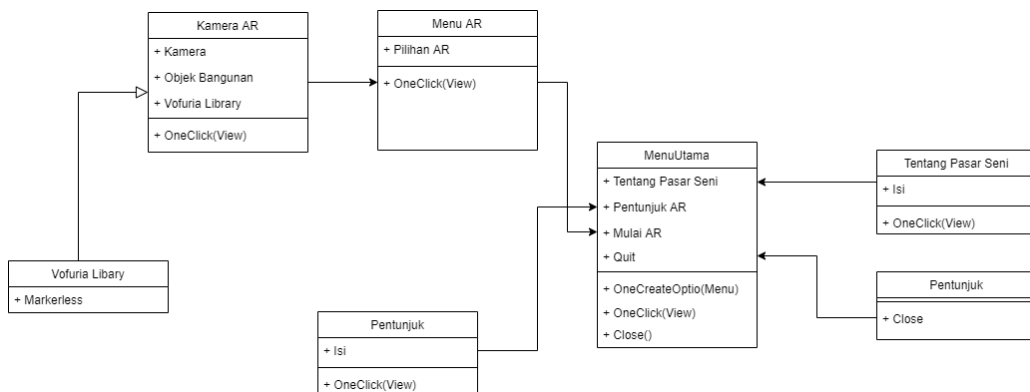 Kamera AR
+ Kamera
+ Objek Bangunan
+ Vofuria Library
+ OneClick(View)
Menu AR
+ Pilihan AR
+ OneClick(View)
MenuUtama
+ Tentang Pasar Seni
+ Pentunjuk AR
+ Mulai AR
+ Quit
+ OneCreateOptio(Menu)
+ OneClick(View)
+ Close()
Tentang Pasar Seni
+ Isi
+ OneClick(View)
Vofuria Libary
+ Markerless
Pentunjuk
+ Isi
+ OneClick(View)
Pentunjuk
+ Close